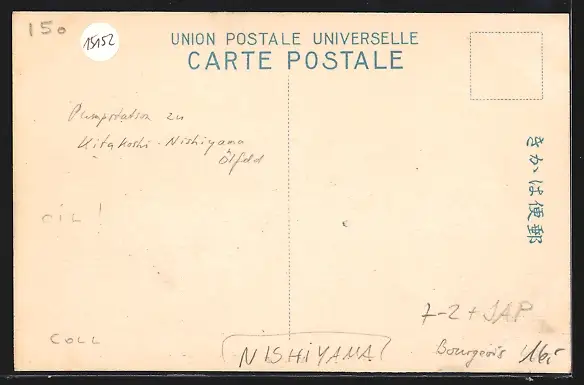 150
15152
UNION POSTALE UNIVERSELLE
CARTE POSTALE
Pumpstation zu
Kitakoshi-Nishiyama
Ölfeld
きかは便郵
OIL!
7-2 + JAP
COLL
NISHIYAMA
Bourgeois